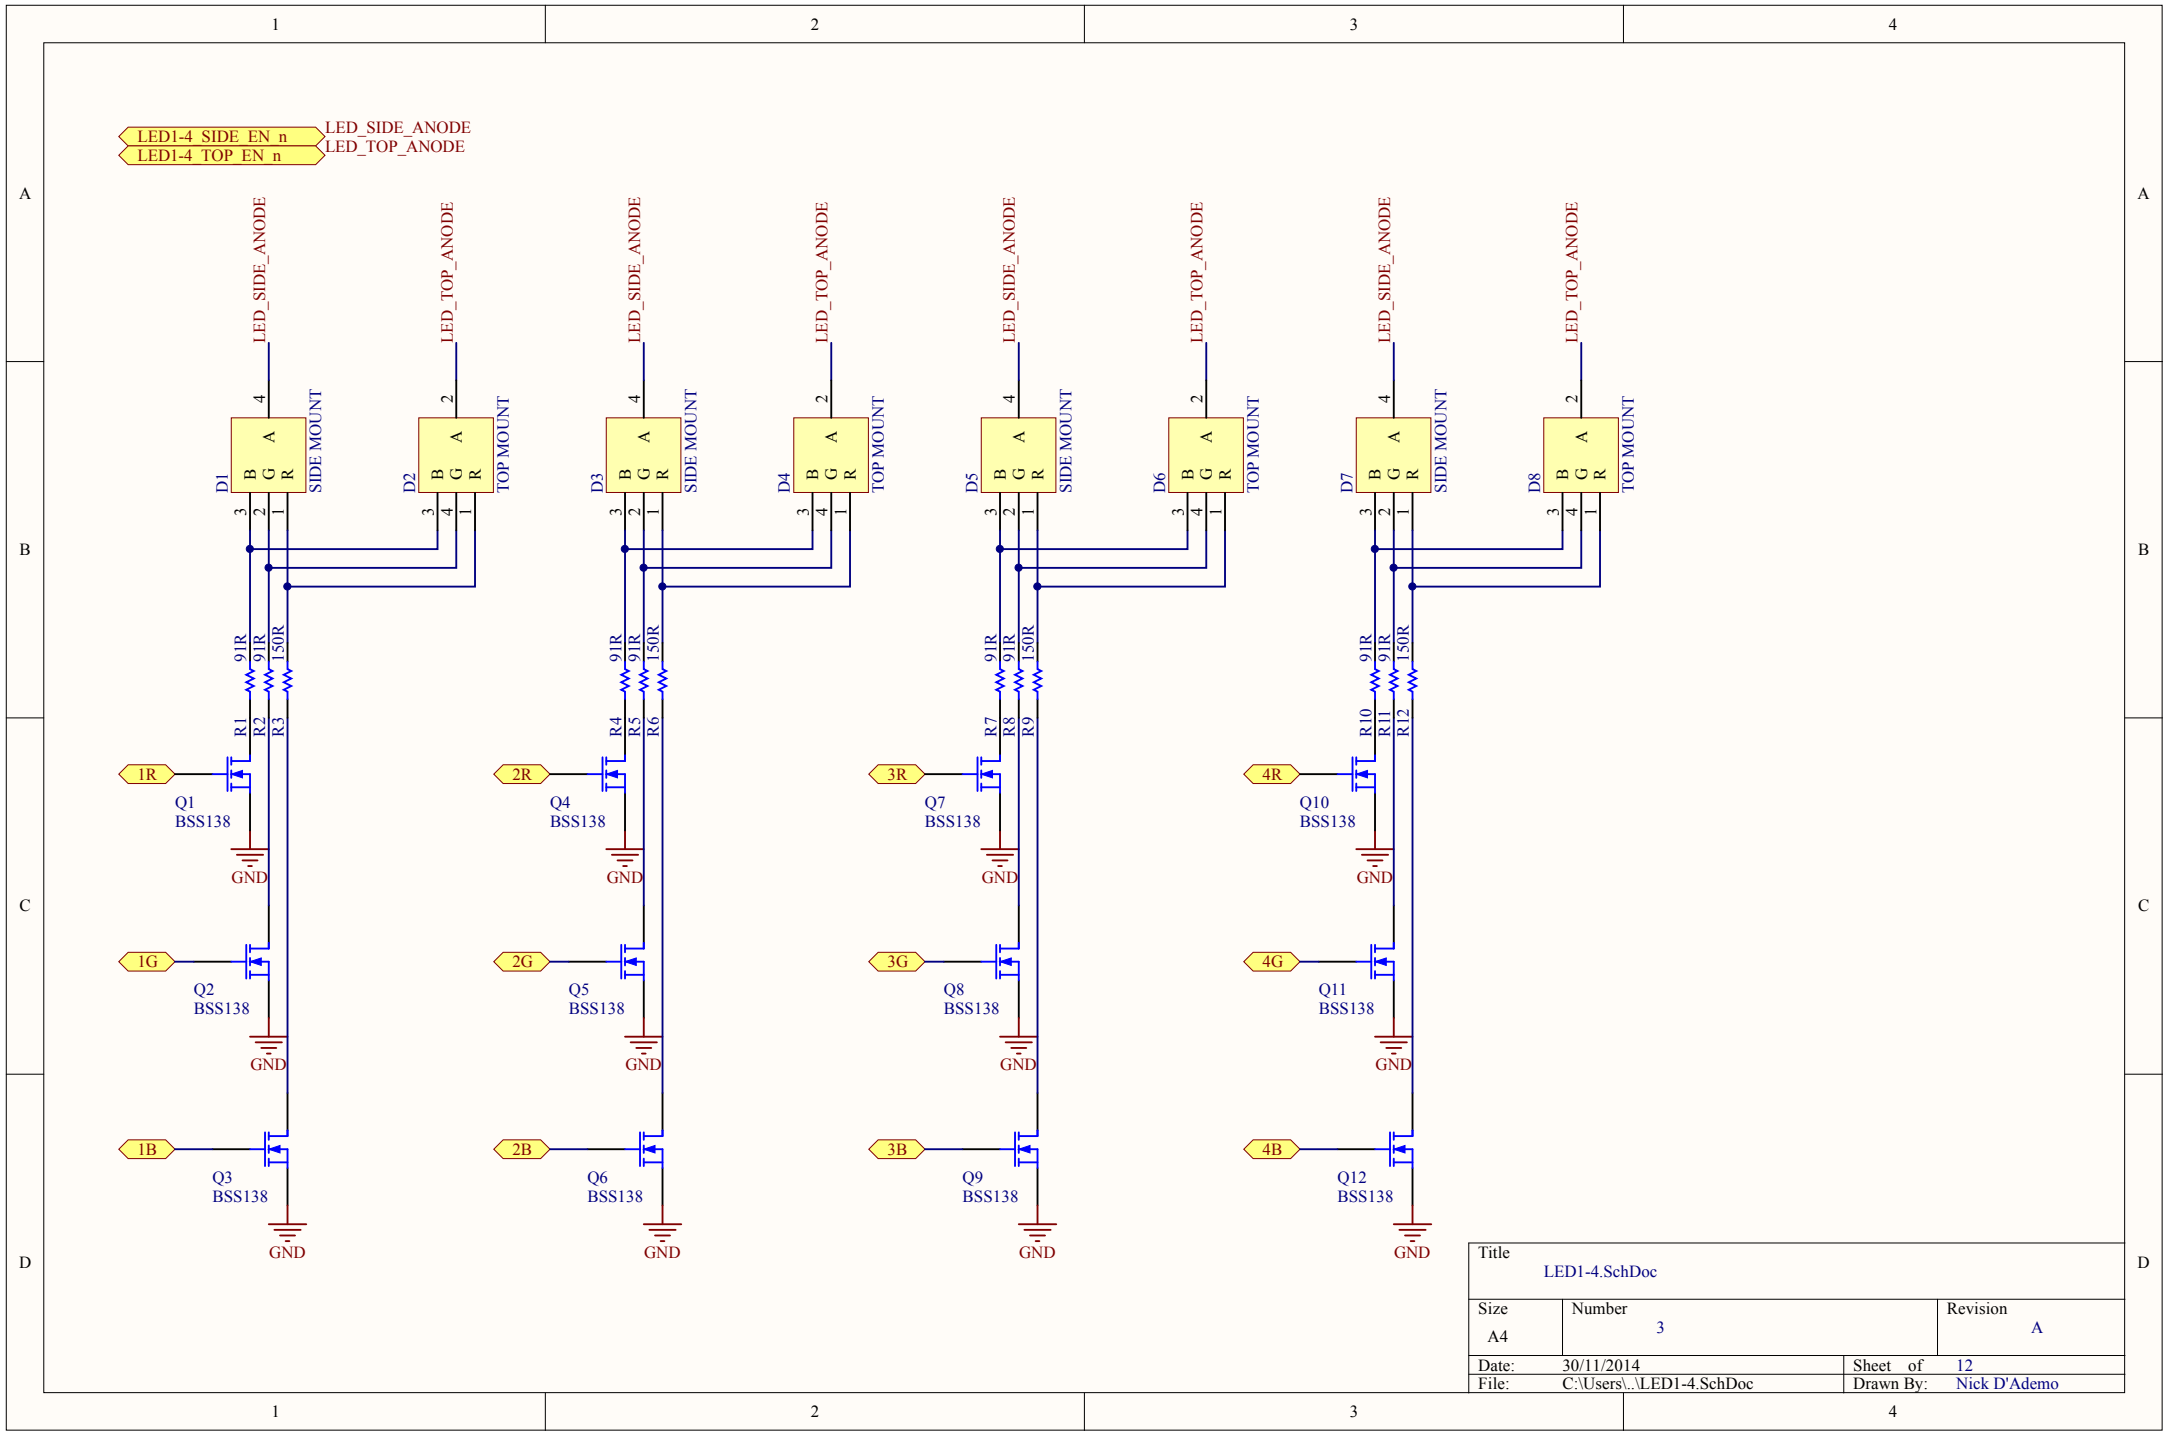 1 2 3 4
LED1-4_SIDE_EN_n LED_SIDE_ANODE
LED1-4_TOP_EN_n LED_TOP_ANODE
A A
LED_SIDE_ANODE LED_TOP_ANODE LED_SIDE_ANODE LED_TOP_ANODE LED_SIDE_ANODE LED_TOP_ANODE LED_SIDE_ANODE LED_TOP_ANODE
4 2 4 2 4 2 4 2
A A A A A A A A
B G R B G R B G R B G R B G R B G R B G R B G R
D1 SIDE MOUNT D2 TOP MOUNT D3 SIDE MOUNT D4 TOP MOUNT D5 SIDE MOUNT D6 TOP MOUNT D7 SIDE MOUNT D8 TOP MOUNT
3 2 1 3 4 1 3 2 1 3 4 1 3 2 1 3 4 1 3 2 1 3 4 1
B B
91R 91R 150R 91R 91R 150R 91R 91R 150R 91R 91R 150R
R1 R2 R3 R4 R5 R6 R7 R8 R9 R10 R11 R12
1R 2R 3R 4R
Q1 Q4 Q7 Q10
BSS138 BSS138 BSS138 BSS138
GND GND GND GND
C C
1G 2G 3G 4G
Q2 Q5 Q8 Q11
BSS138 BSS138 BSS138 BSS138
GND GND GND GND
1B 2B 3B 4B
Q3 Q6 Q9 Q12
BSS138 BSS138 BSS138 BSS138
GND GND GND GND
D D
Title
LED1-4.SchDoc
Size Number Revision
A4 3 A
Date: 30/11/2014 Sheet of 12
File: C:\Users\..\LED1-4.SchDoc Drawn By: Nick D'Ademo
1 2 3 4